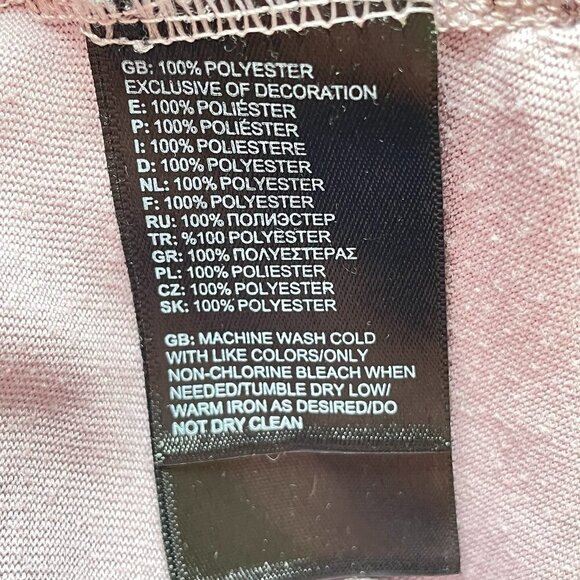 GB: 100% POLYESTER
EXCLUSIVE OF DECORATION
E: 100% POLIÉSTER
P: 100% POLIÉSTER
I: 100% POLIESTERE
D: 100% POLYESTER
NL: 100% POLYESTER
F: 100% POLYESTER
RU: 100% ПОЛИЭСТЕР
TR: %100 POLYESTER
GR: 100% ΠΟΛΥΕΣΤΕΡΑΣ
PL: 100% POLIESTER
CZ: 100% POLYESTER
SK: 100% POLYESTER
GB: MACHINE WASH COLD
WITH LIKE COLORS/ONLY
NON-CHLORINE BLEACH WHEN
NEEDED/TUMBLE DRY LOW/
WARM IRON AS DESIRED/DO
NOT DRY CLEAN